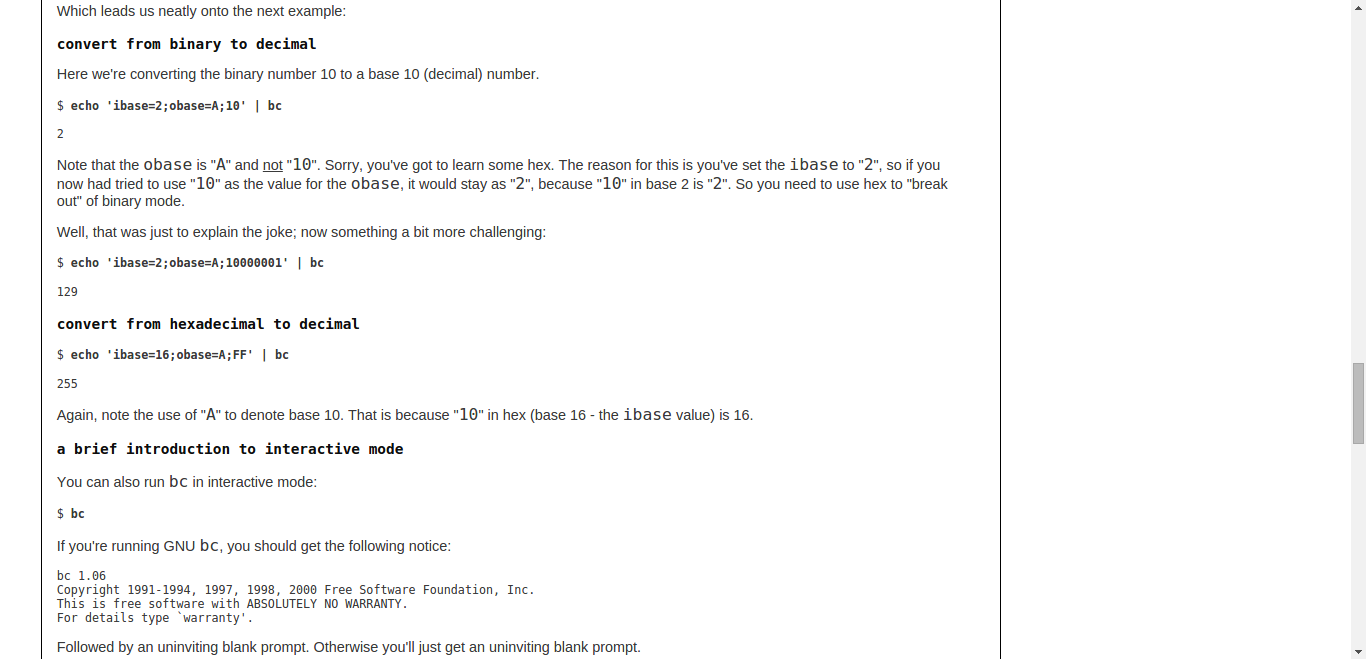 Which leads us neatly onto the next example:
convert from binary to decimal
Here we're converting the binary number 10 to a base 10 (decimal) number.
$ echo 'ibase=2;obase=A;10' | bc
2
Note that the obase is "A" and not "10". Sorry, you've got to learn some hex. The reason for this is you've set the ibase to "2", so if you
now had tried to use "10" as the value for the obase, it would stay as "2", because "10" in base 2 is "2". So you need to use hex to "break
out" of binary mode.
Well, that was just to explain the joke; now something a bit more challenging:
$ echo 'ibase=2;obase=A;10000001' | bc
129
convert from hexadecimal to decimal
$ echo 'ibase=16;obase=A;FF' | bc
255
Again, note the use of "A" to denote base 10. That is because "10" in hex (base 16 - the ibase value) is 16.
a brief introduction to interactive mode
You can also run bc in interactive mode:
$ bc
If you're running GNU bc, you should get the following notice:
bc 1.06
Copyright 1991-1994, 1997, 1998, 2000 Free Software Foundation, Inc.
This is free software with ABSOLUTELY NO WARRANTY.
For details type `warranty'.
Followed by an uninviting blank prompt. Otherwise you'll just get an uninviting blank prompt.